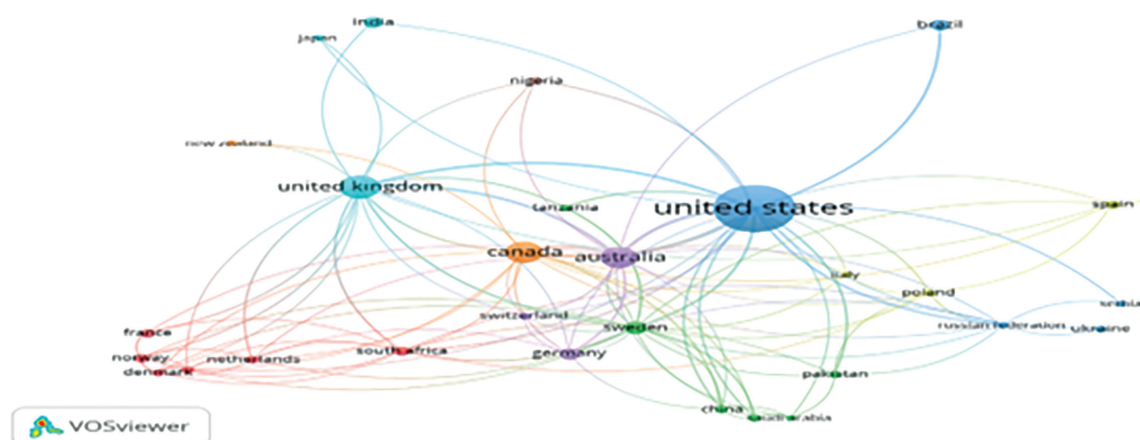 india
brazil
japan
nigeria
new zealand
united kingdom
tanzania
united states
spain
canada
australia
italy
poland
serbia
switzerland
sweden
russian federation
ukraine
france
norway
netherlands
south africa
germany
denmark
pakistan
china
saudi arabia
VOSviewer